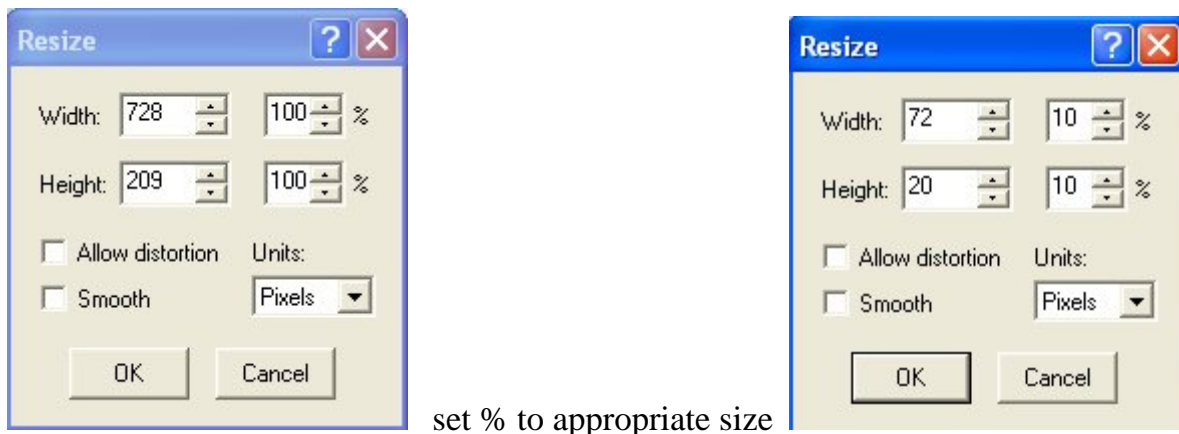 Resize
Width: 728 100 %
Height: 209 100 %
Allow distortion Units:
Smooth Pixels
OK Cancel
set % to appropriate size
Resize
Width: 72 10 %
Height: 20 10 %
Allow distortion Units:
Smooth Pixels
OK Cancel